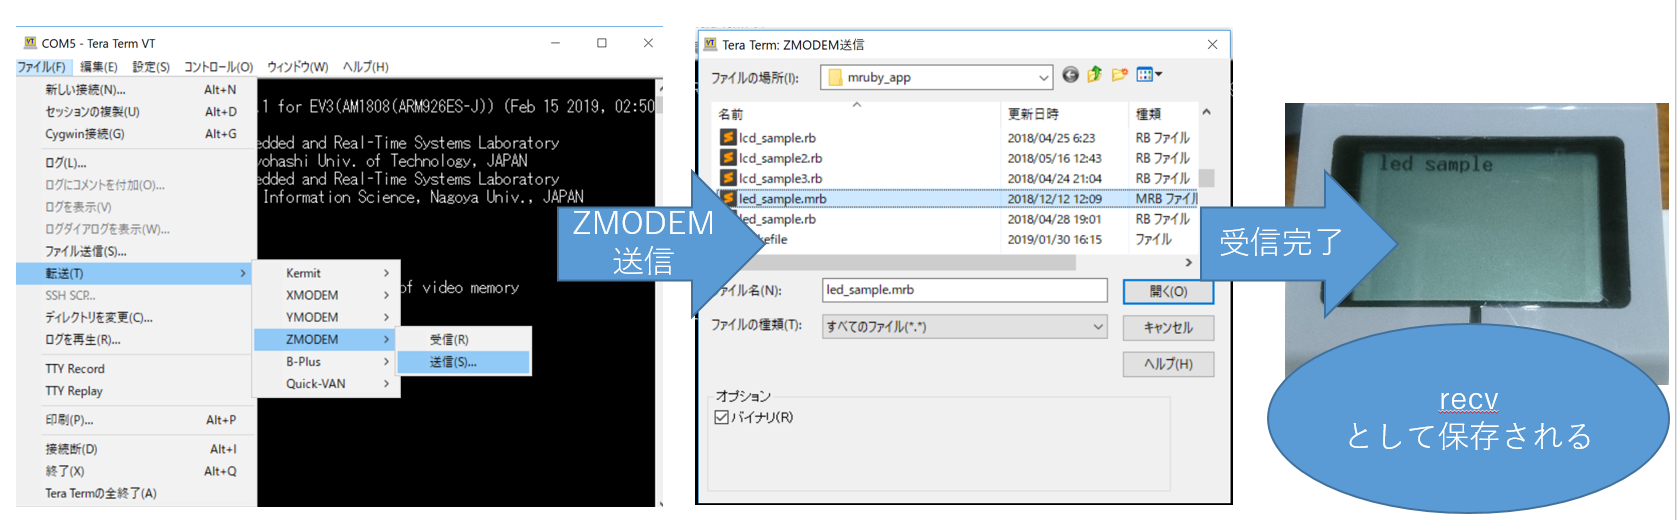 COM5 - Tera Term VT
ファイル(F) 編集(E) 設定(S) コントロール(O) ウィンドウ(W) ヘルプ(H)
新しい接続(N)... Alt+N
セッションの複製(U) Alt+D
Cygwin接続(G) Alt+G
ログ(L)...
ログにコメントを付加(O)...
ログを表示(V)
ログダイアログを表示(W)...
ファイル送信(S)...
転送(T)
SSH SCP...
ディレクトリを変更(C)...
ログを再生(R)...
TTY Record
TTY Replay
印刷(P)... Alt+P
接続断(D) Alt+I
終了(X) Alt+Q
Tera Termの全終了(A)
.1 for EV3(AM1808(ARM926ES-J)) (Feb 15 2019, 02:50
edded and Real-Time Systems Laboratory
yohashi Univ. of Technology, JAPAN
edded and Real-Time Systems Laboratory
Information Science, Nagoya Univ., JAPAN
of video memory
Kermit
XMODEM
YMODEM
ZMODEM
B-Plus
Quick-VAN
受信(R)
送信(S)...
ZMODEM
送信
Tera Term: ZMODEM送信
ファイルの場所(I): mruby_app
名前 更新日時 種類
lcd_sample.rb 2018/04/25 6:23 RB ファイル
lcd_sample2.rb 2018/05/16 12:43 RB ファイル
lcd_sample3.rb 2018/04/24 21:04 RB ファイル
led_sample.mrb 2018/12/12 12:09 MRB ファイル
led_sample.rb 2018/04/28 19:01 RB ファイル
kefile 2019/01/30 16:15 ファイル
ァイル名(N): led_sample.mrb 開く(O)
ファイルの種類(T): すべてのファイル(*.*) キャンセル
ヘルプ(H)
オプション
バイナリ(R)
受信完了
led sample
recv
として保存される